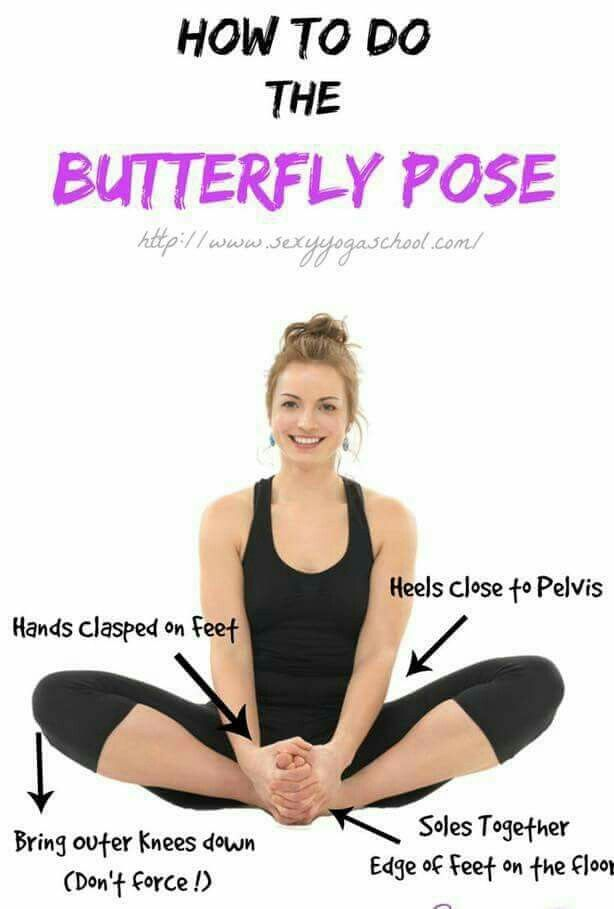 HOW TO DO
THE
BUTTERFLY POSE
http://www.sexyyogaschool.com/
Heels Close to Pelvis
Hands Clasped on Feet
Bring outer Knees down
(Don't force!)
Soles Together
Edge of Feet on the floor